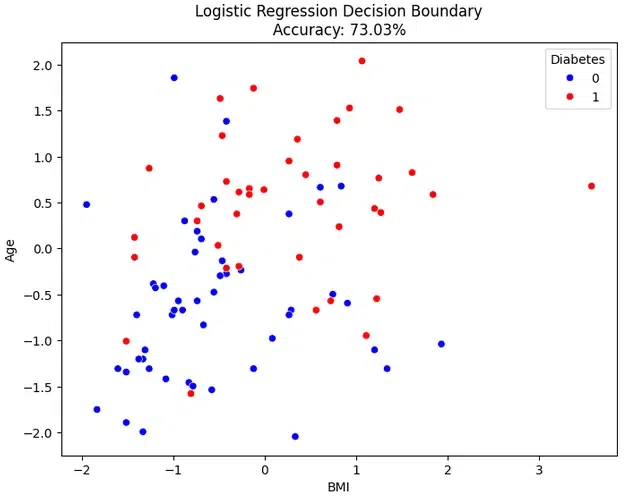 Logistic Regression Decision Boundary
Accuracy: 73.03%
Diabetes
0
1
2.0
1.5
1.0
0.5
0.0
−0.5
−1.0
−1.5
−2.0
Age
−2 −1 0 1 2 3
BMI